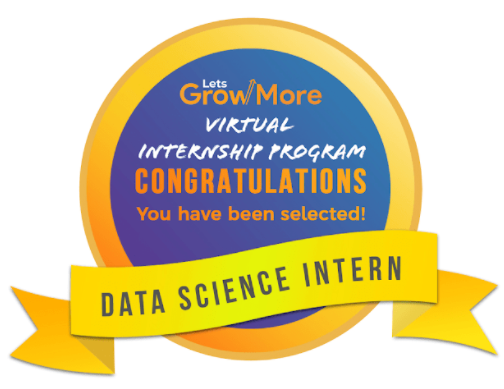 Lets
GrowMore
VIRTUAL
INTERNSHIP PROGRAM
CONGRATULATIONS
You have been selected!
DATA SCIENCE INTERN